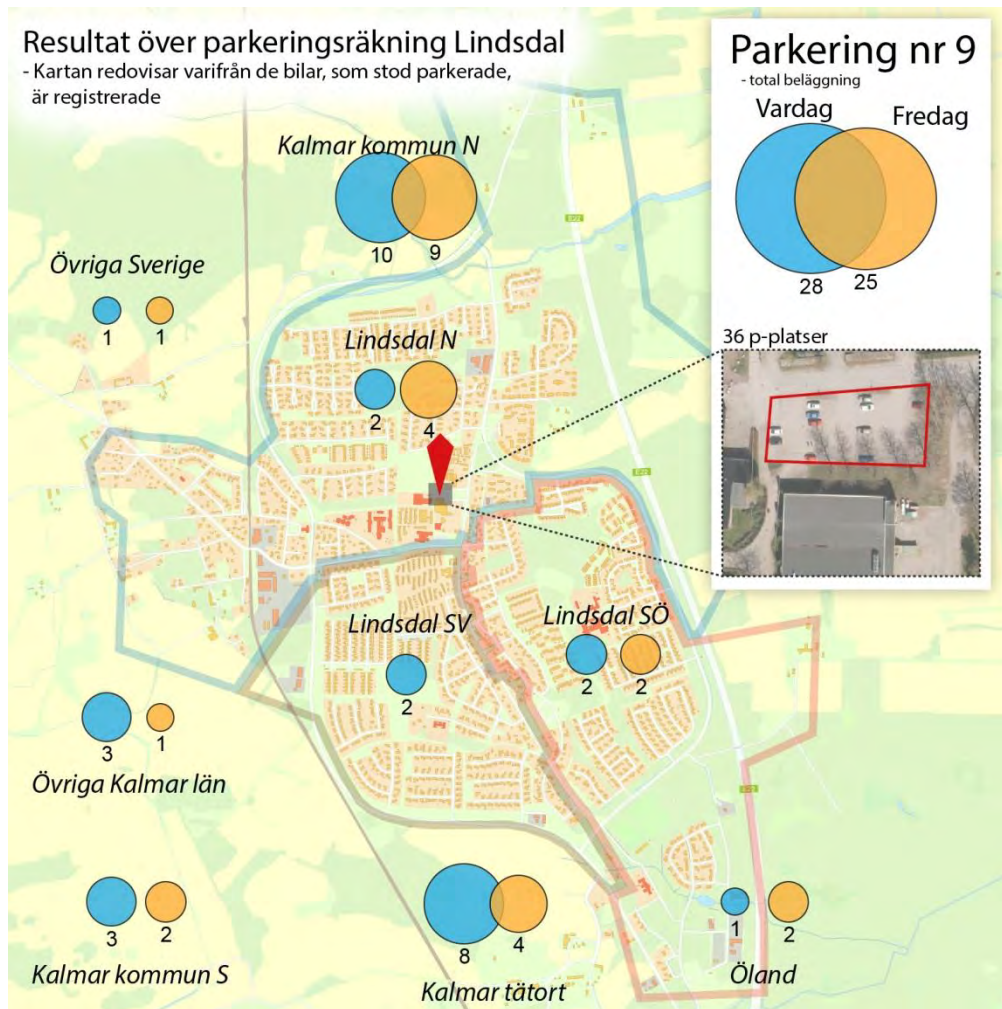 Resultat över parkeringsräkning Lindsdal
- Kartan redovisar varifrån de bilar, som stod parkerade,
är registrerade
Parkering nr 9
- total beläggning
Vardag
Fredag
28
25
36 p-platser
Kalmar kommun N
10
9
Övriga Sverige
1
1
Lindsdal N
2
4
Lindsdal SV
2
Lindsdal SÖ
2
2
3
1
Övriga Kalmar län
3
2
Kalmar kommun S
8
4
Kalmar tätort
1
2
Öland
E22
E22
E22